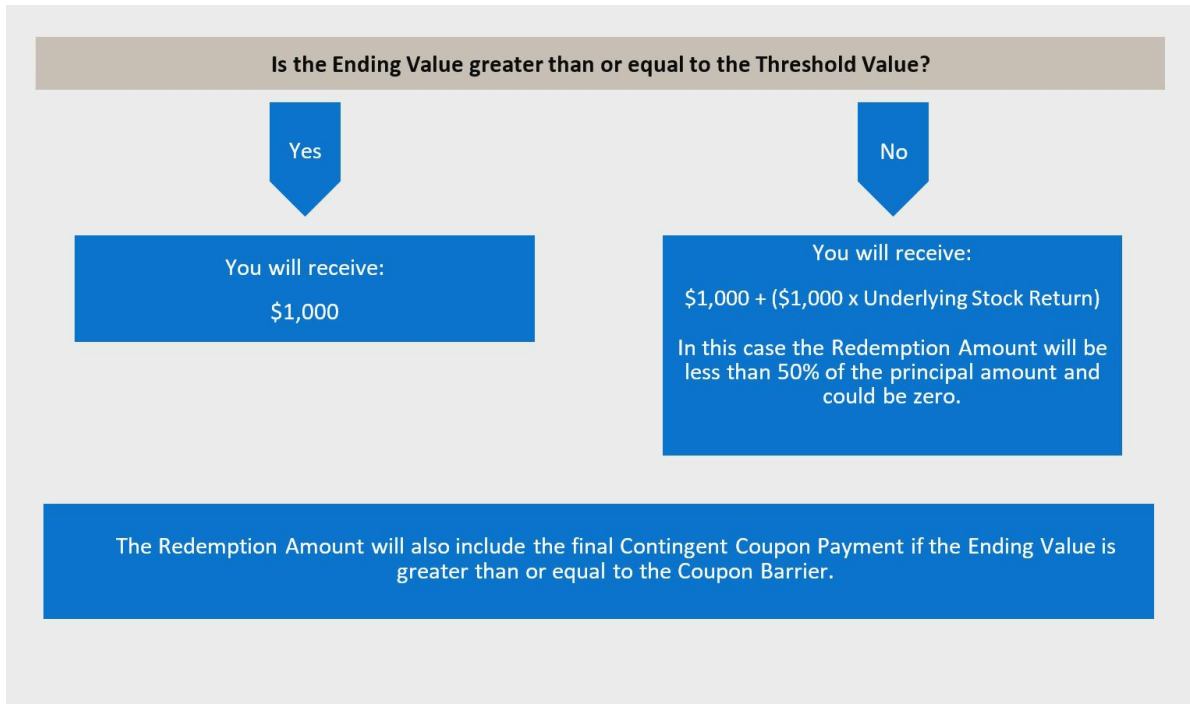 Is the Ending Value greater than or equal to the Threshold Value?
Yes
No
You will receive:
$1,000
You will receive:
$1,000 + ($1,000 x Underlying Stock Return)
In this case the Redemption Amount will be
less than 50% of the principal amount and
could be zero.
The Redemption Amount will also include the final Contingent Coupon Payment if the Ending Value is
greater than or equal to the Coupon Barrier.